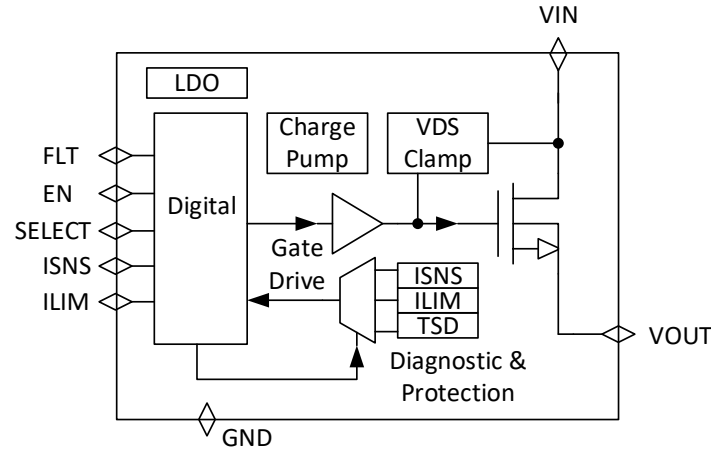 VIN
LDO
Charge
Pump
VDS
Clamp
FLT
EN
SELECT
ISNS
ILIM
Digital
Gate
Drive
ISNS
ILIM
TSD
VOUT
Diagnostic &
Protection
GND